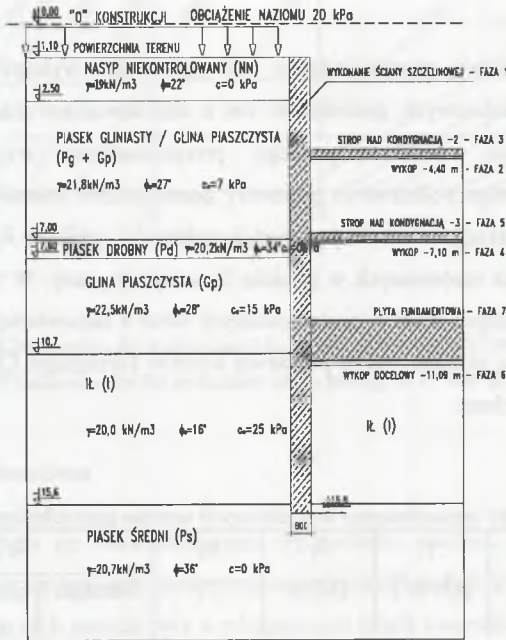 0,00 "0" KONSTRUKCJI OBCIĄŻENIE NAZIOMU 20 kPa
-1,10 POWIERZCHNIA TERENU
NASYP NIEKONTROLOWANY (NN)
γ=19kN/m3 ϕ=22° c=0 kPa
-2,50
WYKONANIE ŚCIANY SZCZELINOWEJ - FAZA 1
PIASEK GLINIASTY / GLINA PIASZCZYSTA
(Pg + Gp)
γ=21,8kN/m3 ϕ=27° c=7 kPa
STROP NAD KONDYGNACJĄ -2 - FAZA 3
WYKOP -4,40 m - FAZA 2
-7,00
STROP NAD KONDYGNACJĄ -3 - FAZA 5
PIASEK DROBNY (Pd) γ=20,2kN/m3 ϕ=34°
WYKOP -7,10 m - FAZA 4
GLINA PIASZCZYSTA (Gp)
γ=22,5kN/m3 ϕ=28° c=15 kPa
PŁYTA FUNDAMENTOWA - FAZA 7
-10,7
WYKOP DOCELOWY -11,09 m - FAZA 6
IŁ (I)
γ=20,0 kN/m3 ϕ=16° c=25 kPa
IŁ (I)
-15,6
800
PIASEK ŚREDNI (Ps)
γ=20,7kN/m3 ϕ=36° c=0 kPa